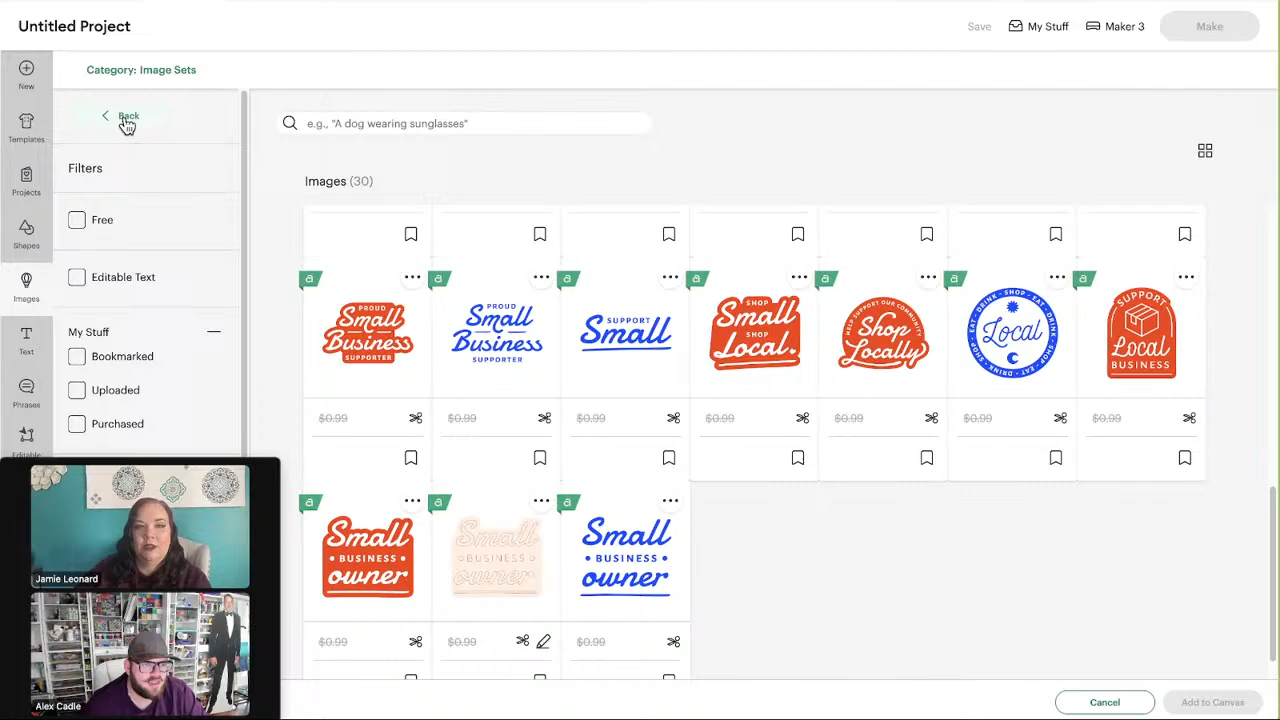 Untitled Project
Save
My Stuff
Maker 3
Make
Category: Image Sets
New
Templates
Projects
Shapes
Images
Text
Phrases
Editable
Back
Filters
Free
Editable Text
My Stuff
Bookmarked
Uploaded
Purchased
e.g., "A dog wearing sunglasses"
Images (30)
a
a
a
a
a
a
a
PROUD
Small
Business
SUPPORTER
PROUD
Small
Business
SUPPORTER
SUPPORT
Small
SHOP
Small
SHOP
Local.
HELP SUPPORT OUR COMMUNITY
Shop
Locally
EAT · DRINK · SHOP · EAT · DRINK · SHOP ·
Local
SUPPORT
Local
BUSINESS
$0.99
$0.99
$0.99
$0.99
$0.99
$0.99
$0.99
a
a
a
Small
• BUSINESS •
owner
Small
• BUSINESS •
owner
Small
• BUSINESS •
owner
$0.99
$0.99
$0.99
Jamie Leonard
Alex Cadle
Cancel
Add to Canvas